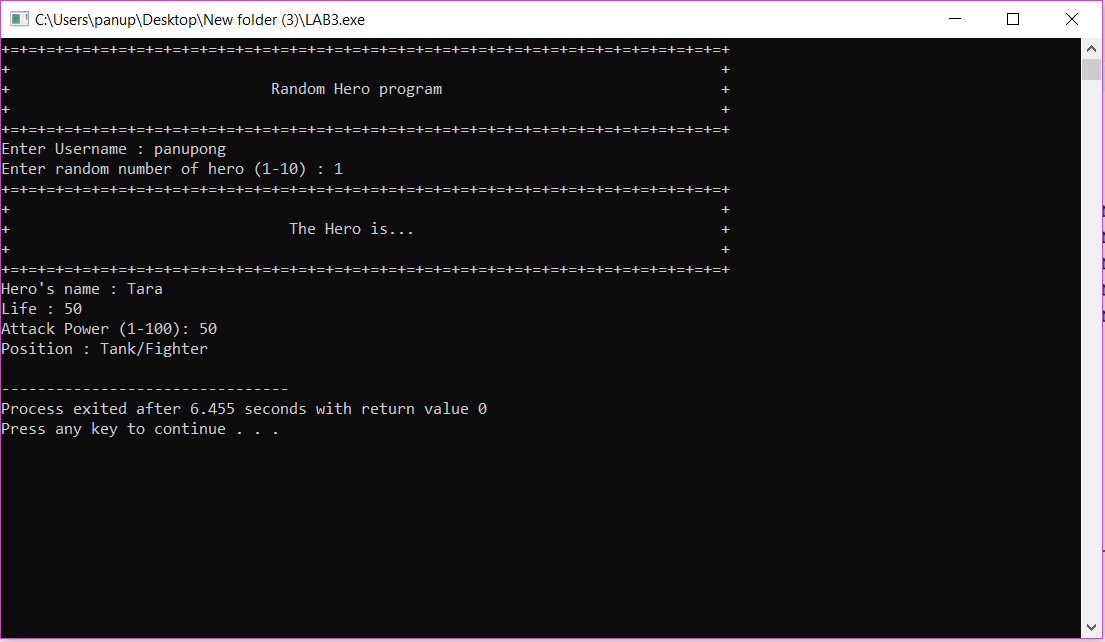 C:\Users\panup\Desktop\New folder (3)\LAB3.exe
+=+=+=+=+=+=+=+=+=+=+=+=+=+=+=+=+=+=+=+=+=+=+=+=+=+=+=+=+=+=+=+=+=+=+=+=+=+=+=+=+
+                                                                               +
+                             Random Hero program                               +
+                                                                               +
+=+=+=+=+=+=+=+=+=+=+=+=+=+=+=+=+=+=+=+=+=+=+=+=+=+=+=+=+=+=+=+=+=+=+=+=+=+=+=+=+
Enter Username : panupong
Enter random number of hero (1-10) : 1
+=+=+=+=+=+=+=+=+=+=+=+=+=+=+=+=+=+=+=+=+=+=+=+=+=+=+=+=+=+=+=+=+=+=+=+=+=+=+=+=+
+                                                                               +
+                               The Hero is...                                  +
+                                                                               +
+=+=+=+=+=+=+=+=+=+=+=+=+=+=+=+=+=+=+=+=+=+=+=+=+=+=+=+=+=+=+=+=+=+=+=+=+=+=+=+=+
Hero's name : Tara
Life : 50
Attack Power (1-100): 50
Position : Tank/Fighter
--------------------------------
Process exited after 6.455 seconds with return value 0
Press any key to continue . . .